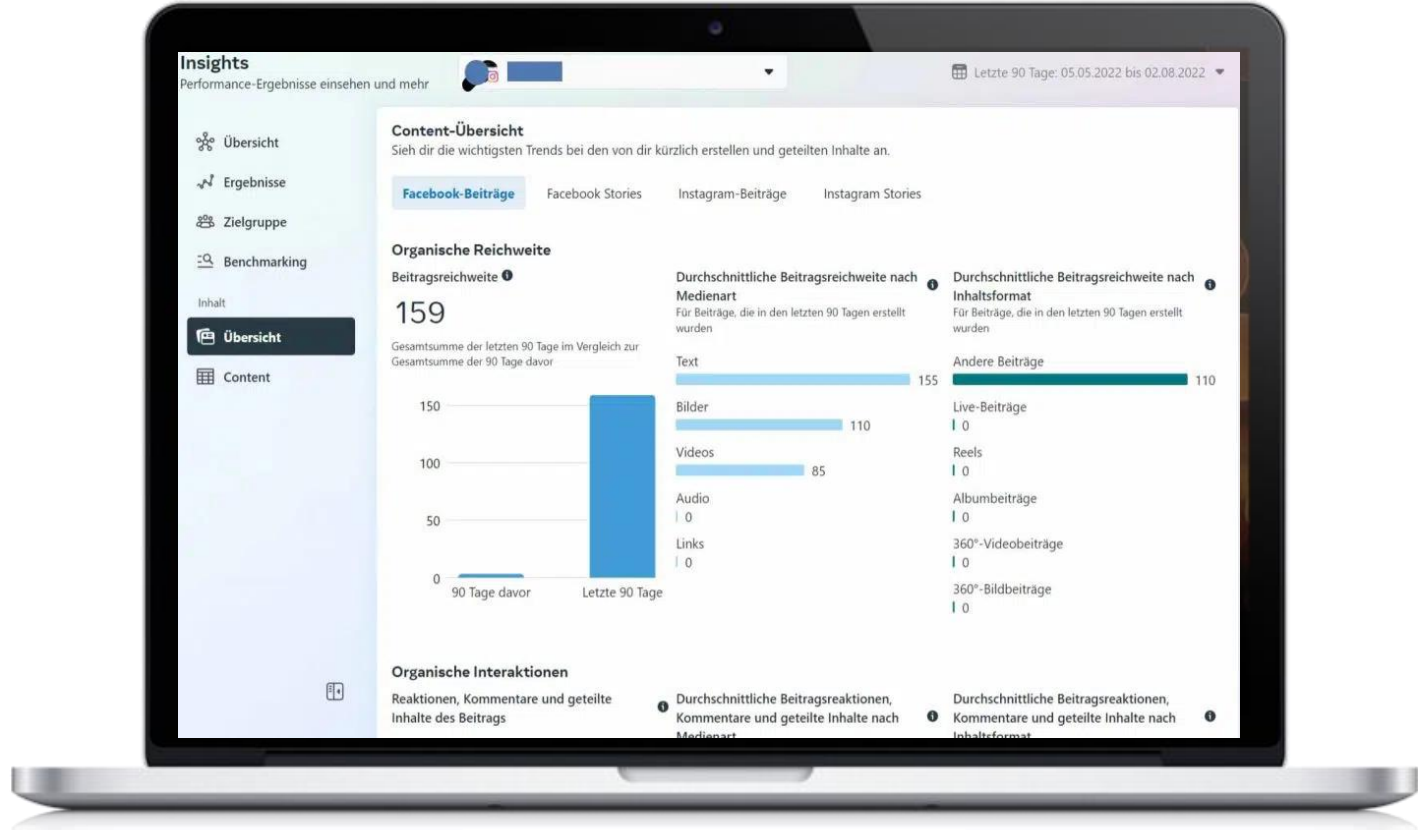 Insights
Performance-Ergebnisse einsehen und mehr
Letzte 90 Tage: 05.05.2022 bis 02.08.2022
Übersicht
Ergebnisse
Zielgruppe
Benchmarking
Inhalt
Übersicht
Content
Content-Übersicht
Sieh dir die wichtigsten Trends bei den von dir kürzlich erstellen und geteilten Inhalte an.
Facebook-Beiträge
Facebook Stories
Instagram-Beiträge
Instagram Stories
Organische Reichweite
Beitragsreichweite
159
Gesamtsumme der letzten 90 Tage im Vergleich zur
Gesamtsumme der 90 Tage davor
150
100
50
0
90 Tage davor
Letzte 90 Tage
Durchschnittliche Beitragsreichweite nach
Medienart
Für Beiträge, die in den letzten 90 Tagen erstellt
wurden
Text
155
Bilder
110
Videos
85
Audio
0
Links
0
Durchschnittliche Beitragsreichweite nach
Inhaltsformat
Für Beiträge, die in den letzten 90 Tagen erstellt
wurden
Andere Beiträge
110
Live-Beiträge
0
Reels
0
Albumbeiträge
0
360°-Videobeiträge
0
360°-Bildbeiträge
0
Organische Interaktionen
Reaktionen, Kommentare und geteilte
Inhalte des Beitrags
Durchschnittliche Beitragsreaktionen,
Kommentare und geteilte Inhalte nach
Medienart
Durchschnittliche Beitragsreaktionen,
Kommentare und geteilte Inhalte nach
Inhaltsformat